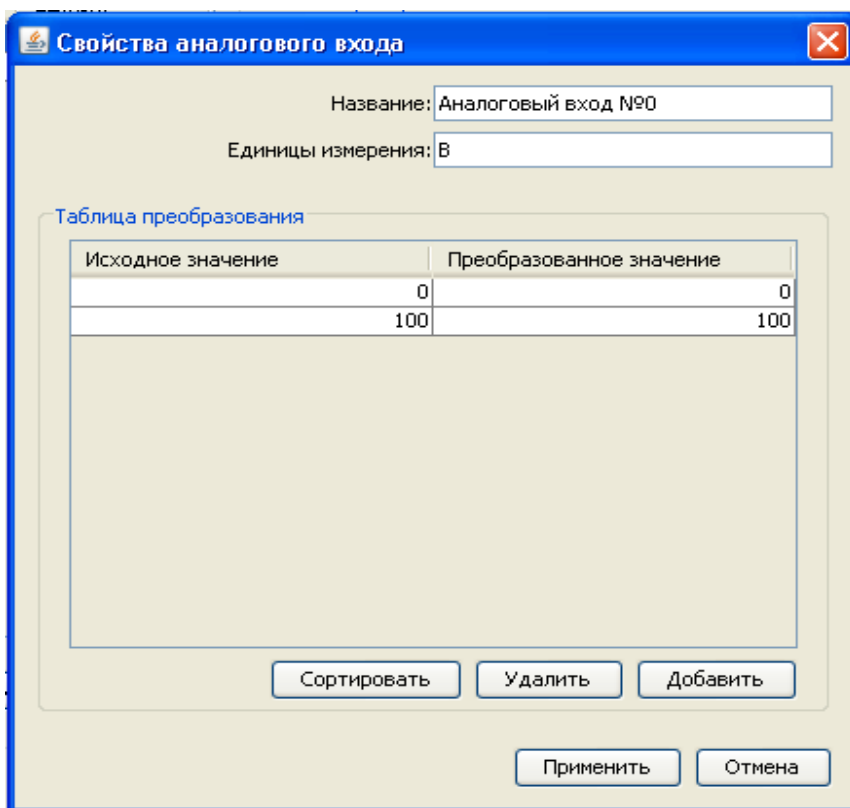 Свойства аналогового входа
Название: Аналоговый вход №0
Единицы измерения: В
Таблица преобразования
Исходное значение Преобразованное значение
0 0
100 100
Сортировать Удалить Добавить
Применить Отмена